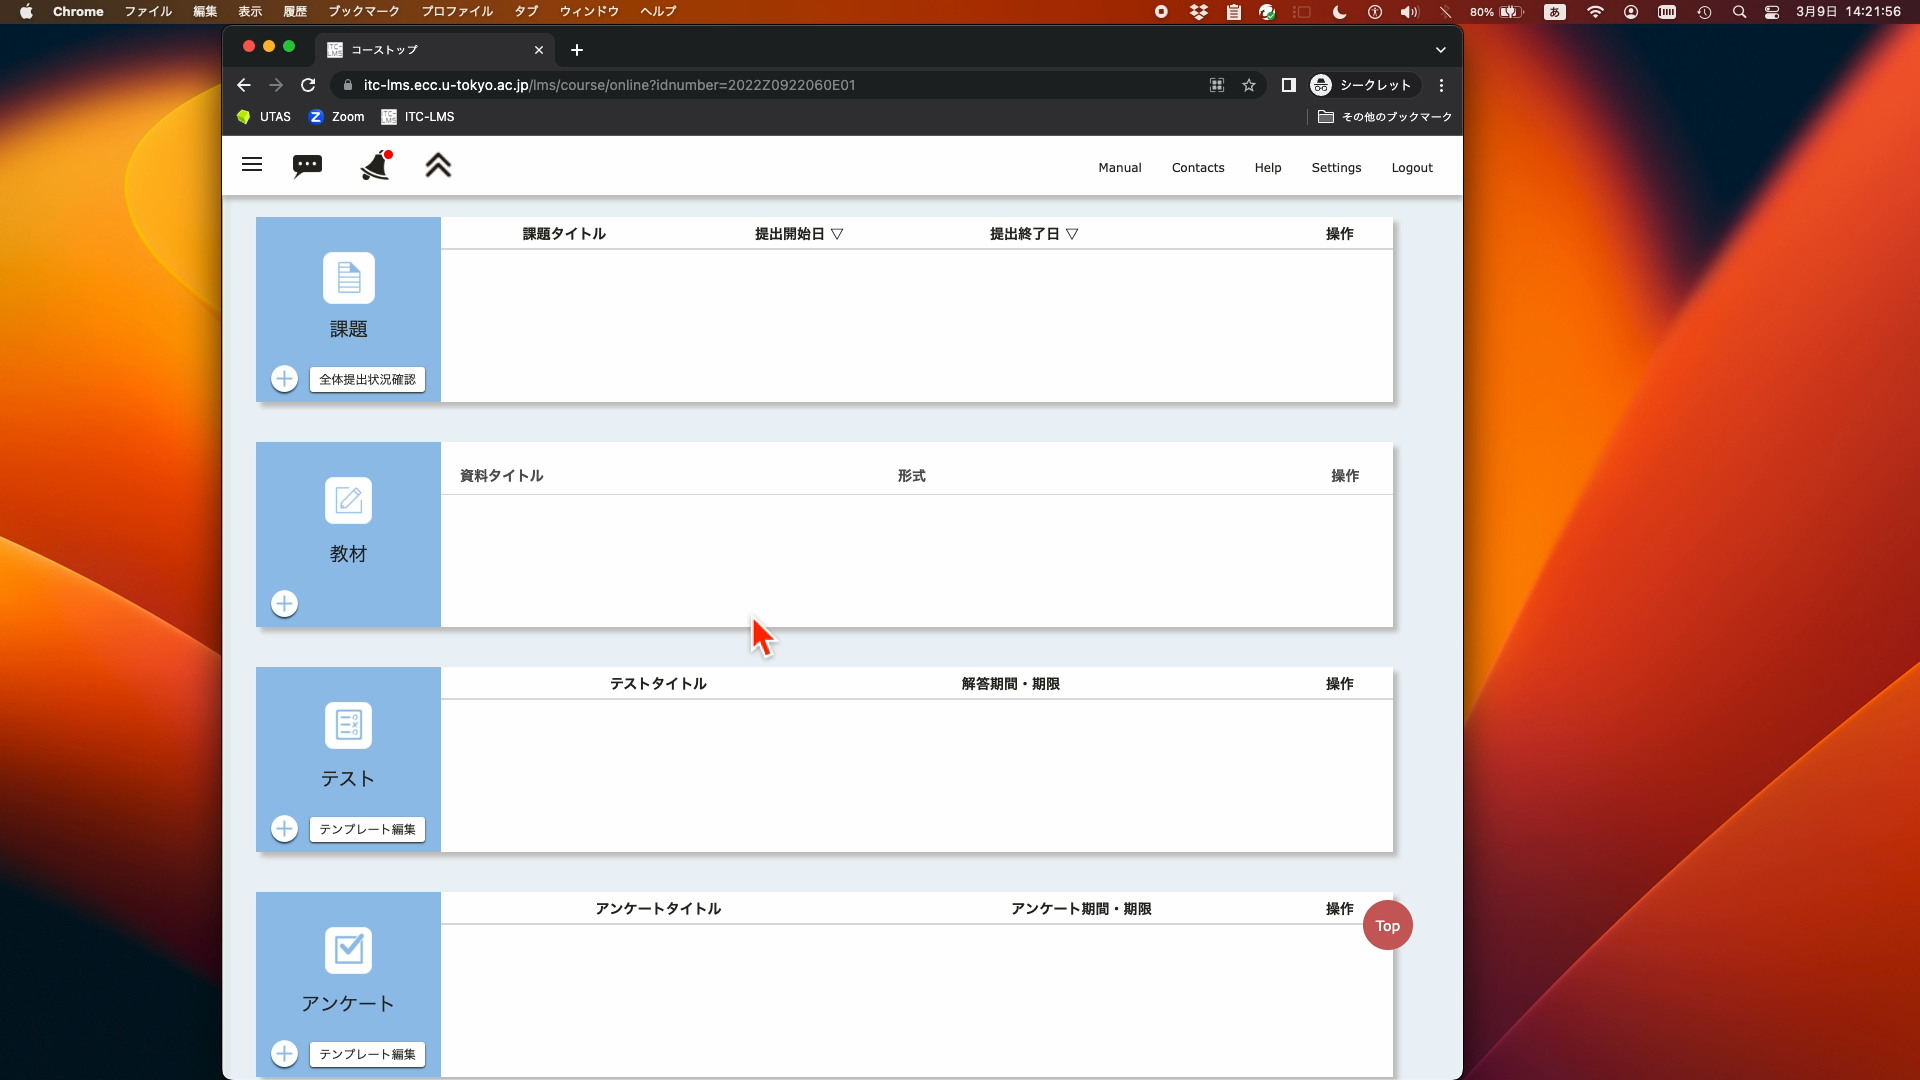 Chrome ファイル 編集 表示 履歴 ブックマーク プロファイル タブ ウィンドウ ヘルプ 80% あ 3月9日 14:21:56
コーストップ
itc-lms.ecc.u-tokyo.ac.jp/lms/course/online?idnumber=2022Z0922060E01 シークレット
UTAS Zoom ITC-LMS その他のブックマーク
Manual Contacts Help Settings Logout
課題タイトル 提出開始日 ▽ 提出終了日 ▽ 操作
課題
全体提出状況確認
資料タイトル 形式 操作
教材
テストタイトル 解答期間・期限 操作
テスト
テンプレート編集
アンケートタイトル アンケート期間・期限 操作
Top
アンケート
テンプレート編集